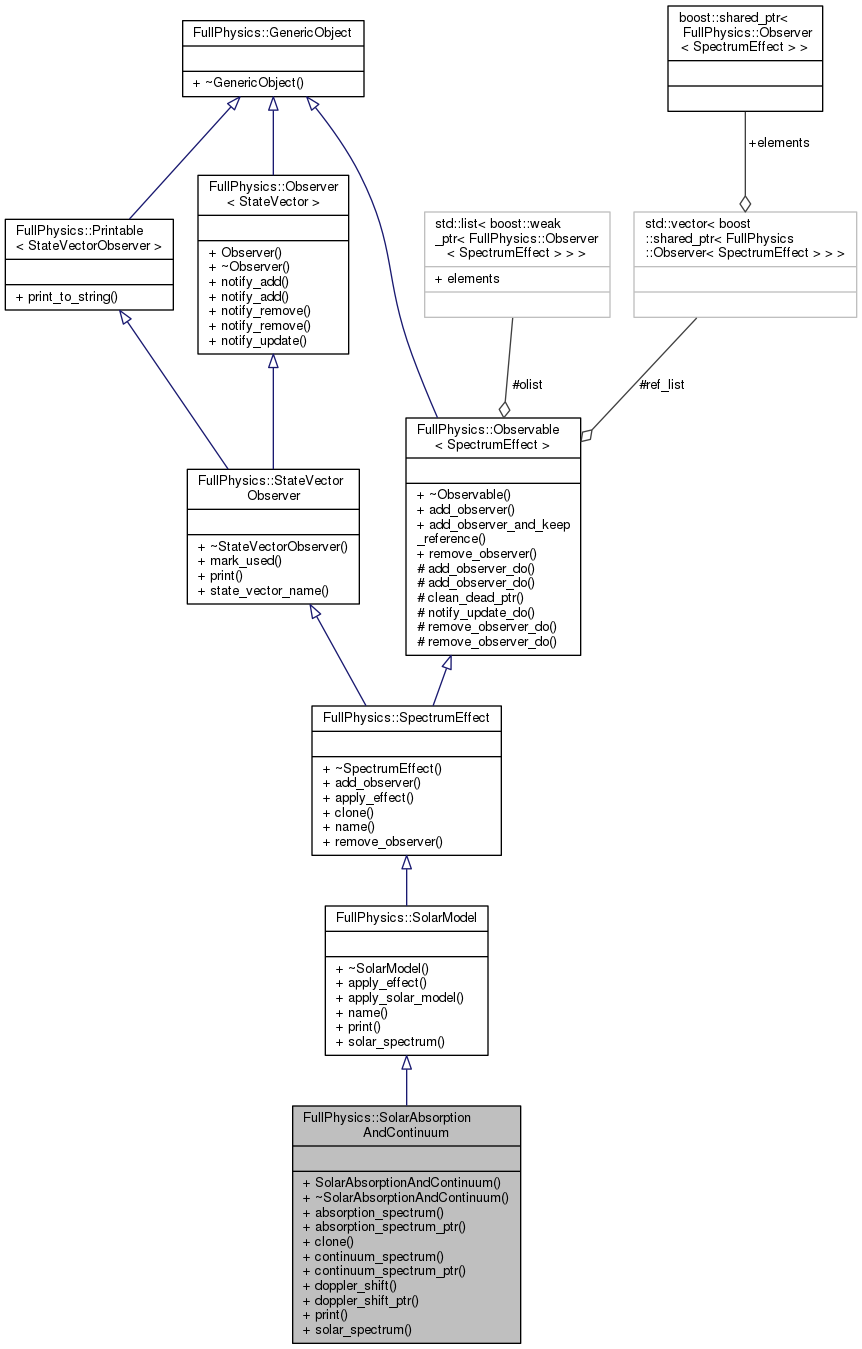 FullPhysics::GenericObject
+ ~GenericObject()
boost::shared_ptr<
FullPhysics::Observer
< SpectrumEffect > >
+elements
FullPhysics::Printable
< StateVectorObserver >
+ print_to_string()
FullPhysics::Observer
< StateVector >
+ Observer()
+ ~Observer()
+ notify_add()
+ notify_add()
+ notify_remove()
+ notify_remove()
+ notify_update()
std::list< boost::weak
_ptr< FullPhysics::Observer
< SpectrumEffect > > >
+ elements
std::vector< boost
::shared_ptr< FullPhysics
::Observer< SpectrumEffect > > >
#olist
#ref_list
FullPhysics::StateVector
Observer
+ ~StateVectorObserver()
+ mark_used()
+ print()
+ state_vector_name()
FullPhysics::Observable
< SpectrumEffect >
+ ~Observable()
+ add_observer()
+ add_observer_and_keep
_reference()
+ remove_observer()
# add_observer_do()
# add_observer_do()
# clean_dead_ptr()
# notify_update_do()
# remove_observer_do()
# remove_observer_do()
FullPhysics::SpectrumEffect
+ ~SpectrumEffect()
+ add_observer()
+ apply_effect()
+ clone()
+ name()
+ remove_observer()
FullPhysics::SolarModel
+ ~SolarModel()
+ apply_effect()
+ apply_solar_model()
+ name()
+ print()
+ solar_spectrum()
FullPhysics::SolarAbsorption
AndContinuum
+ SolarAbsorptionAndContinuum()
+ ~SolarAbsorptionAndContinuum()
+ absorption_spectrum()
+ absorption_spectrum_ptr()
+ clone()
+ continuum_spectrum()
+ continuum_spectrum_ptr()
+ doppler_shift()
+ doppler_shift_ptr()
+ print()
+ solar_spectrum()